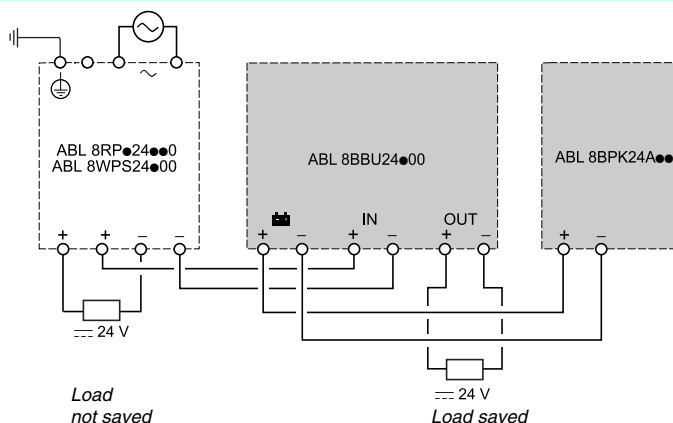 ABL 8RP●24●●0
ABL 8WPS24●00
ABL 8BBU24●00
ABL 8BPK24A●●
+ + – –
+ – + IN – + OUT –
+ –
24 V
24 V
Load
not saved
Load saved